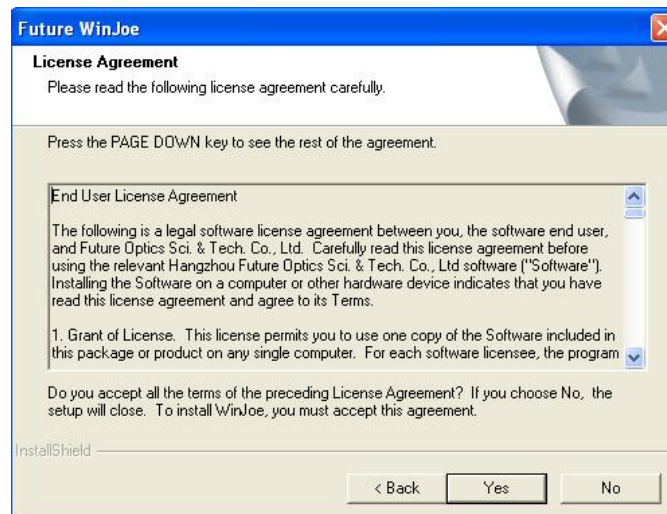 Future WinJoe
License Agreement
Please read the following license agreement carefully.
Press the PAGE DOWN key to see the rest of the agreement.
End User License Agreement
The following is a legal software license agreement between you, the software end user,
and Future Optics Sci. & Tech. Co., Ltd.  Carefully read this license agreement before
using the relevant Hangzhou Future Optics Sci. & Tech. Co., Ltd software ("Software").
Installing the Software on a computer or other hardware device indicates that you have
read this license agreement and agree to its Terms.
1. Grant of License.  This license permits you to use one copy of the Software included in
this package or product on any single computer.  For each software licensee, the program
Do you accept all the terms of the preceding License Agreement?  If you choose No,  the
setup will close.  To install WinJoe, you must accept this agreement.
InstallShield
< Back
Yes
No